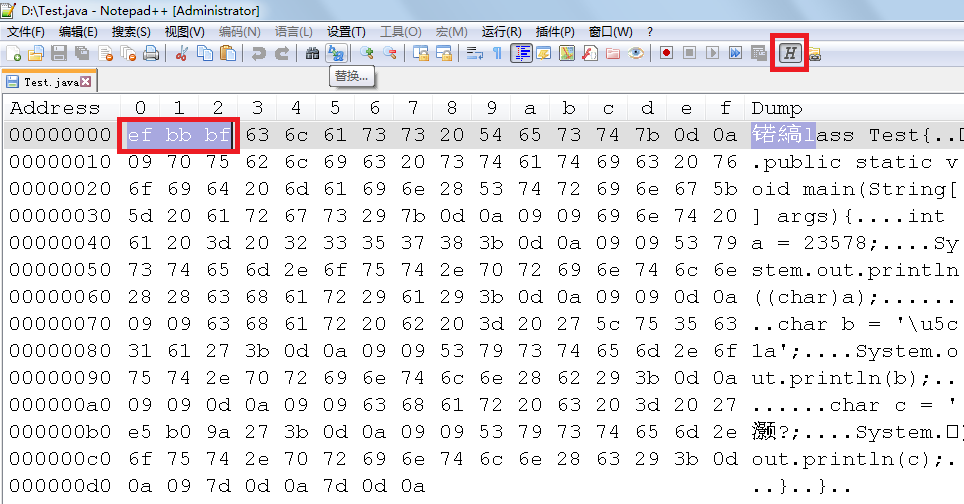 D:\Test.java - Notepad++ [Administrator]
文件(F) 编辑(E) 搜索(S) 视图(V) 编码(N) 语言(L) 设置(T) 工具(O) 宏(M) 运行(R) 插件(P) 窗口(W) ?
H
替换...
Test.java
Address 0 1 2 3 4 5 6 7 8 9 a b c d e f Dump
00000000 ef bb bf 63 6c 61 73 73 20 54 65 73 74 7b 0d 0a 锘縞lass Test{..
00000010 09 70 75 62 6c 69 63 20 73 74 61 74 69 63 20 76 .public static v
00000020 6f 69 64 20 6d 61 69 6e 28 53 74 72 69 6e 67 5b oid main(String[
00000030 5d 20 61 72 67 73 29 7b 0d 0a 09 09 69 6e 74 20 ] args){....int
00000040 61 20 3d 20 32 33 35 37 38 3b 0d 0a 09 09 53 79 a = 23578;....Sy
00000050 73 74 65 6d 2e 6f 75 74 2e 70 72 69 6e 74 6c 6e stem.out.println
00000060 28 28 63 68 61 72 29 61 29 3b 0d 0a 09 09 0d 0a ((char)a);......
00000070 09 09 63 68 61 72 20 62 20 3d 20 27 5c 75 35 63 ..char b = '\u5c
00000080 31 61 27 3b 0d 0a 09 09 53 79 73 74 65 6d 2e 6f 1a';....System.o
00000090 75 74 2e 70 72 69 6e 74 6c 6e 28 62 29 3b 0d 0a ut.println(b);..
000000a0 09 09 0d 0a 09 09 63 68 61 72 20 63 20 3d 20 27 ......char c = '
000000b0 e5 b0 9a 27 3b 0d 0a 09 09 53 79 73 74 65 6d 2e 灏?;....System.
000000c0 6f 75 74 2e 70 72 69 6e 74 6c 6e 28 63 29 3b 0d out.println(c);.
000000d0 0a 09 7d 0d 0a 7d 0d 0a ..}..}..